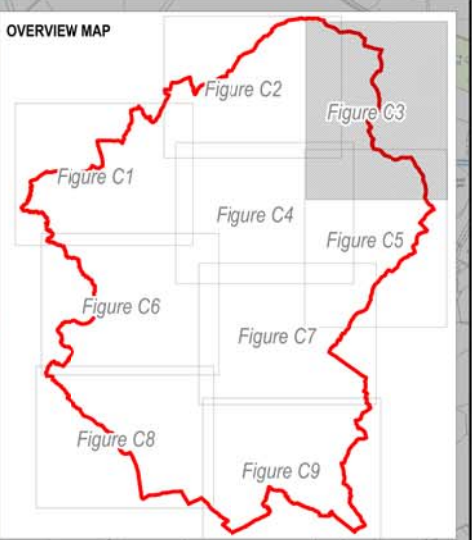 OVERVIEW MAP
Figure C2
Figure C3
Figure C1
Figure C4
Figure C5
Figure C6
Figure C7
Figure C8
Figure C9